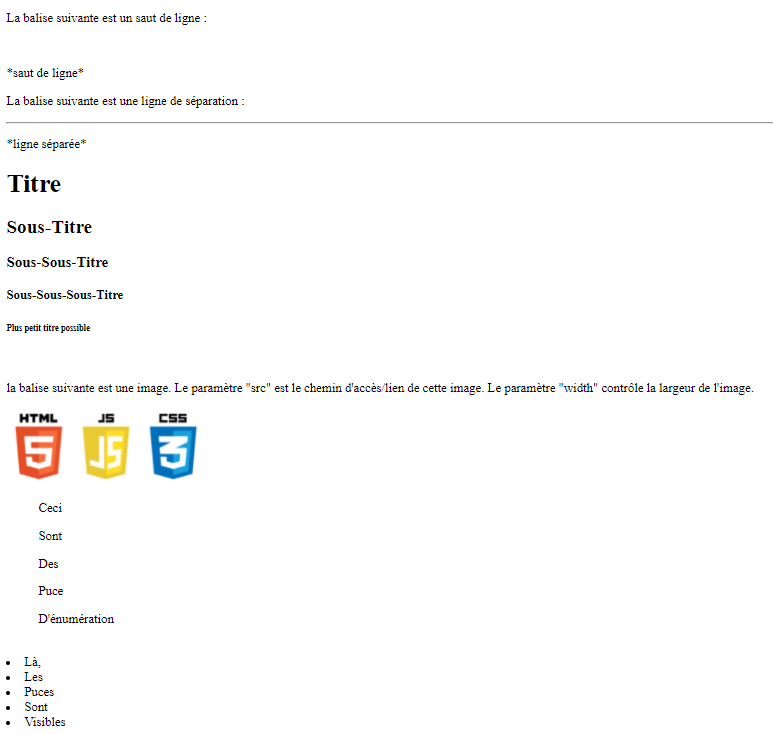 La balise suivante est un saut de ligne :
*saut de ligne*
La balise suivante est une ligne de séparation :
*ligne séparée*
Titre
Sous-Titre
Sous-Sous-Titre
Sous-Sous-Sous-Titre
Plus petit titre possible
la balise suivante est une image. Le paramètre "src" est le chemin d'accès/lien de cette image. Le paramètre "width" contrôle la largeur de l'image.
HTML JS CSS
5 JS 3
Ceci
Sont
Des
Puce
D'énumération
• Là,
• Les
• Puces
• Sont
• Visibles